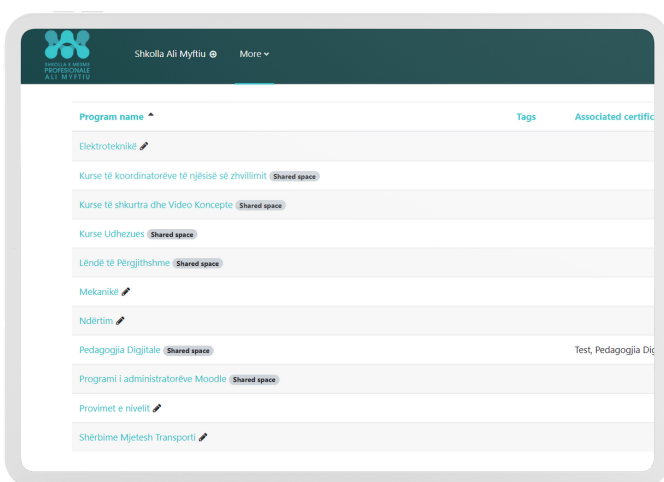 SHKOLLA E MESME
PROFESIONALE
ALI MYFTIU
Shkolla Ali Myftiu
More
Program name
Tags
Associated certific
Elektroteknikë
Kurse të koordinatorëve të njësisë së zhvillimit Shared space
Kurse të shkurtra dhe Video Koncepte Shared space
Kurse Udhezues Shared space
Lëndë të Përgjithshme Shared space
Mekanikë
Ndërtim
Pedagogjia Digjitale Shared space
Test, Pedagogjia Dig
Programi i administratorëve Moodle Shared space
Provimet e nivelit
Shërbime Mjetesh Transporti